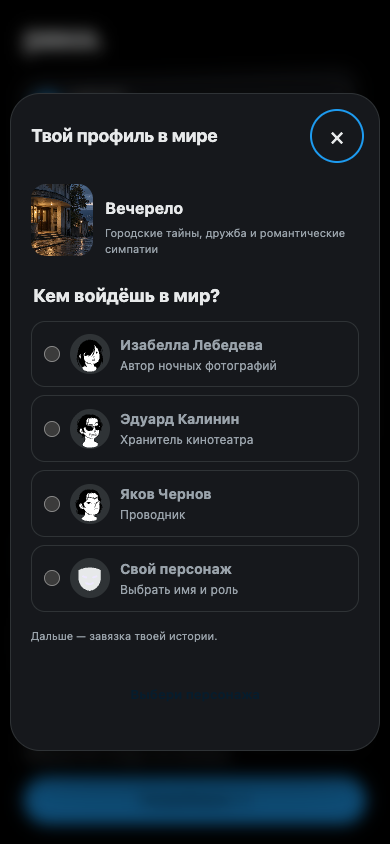 Твой профиль в мире
×
Вечерело
Городские тайны, дружба и романтические
симпатии
Кем войдёшь в мир?
Изабелла Лебедева
Автор ночных фотографий
Эдуард Калинин
Хранитель кинотеатра
Яков Чернов
Проводник
Свой персонаж
Выбрать имя и роль
Дальше — завязка твоей истории.